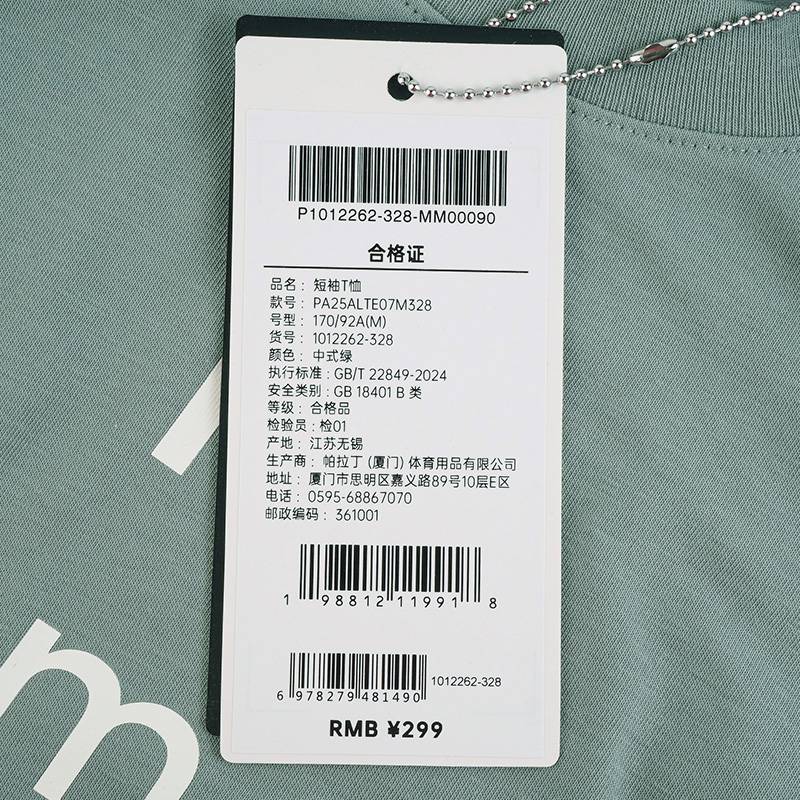 P1012262-328-MM00090
合格证
品名：短袖T恤
款号：PA25ALTE07M328
号型：170/92A(M)
货号：1012262-328
颜色：中式绿
执行标准：GB/T 22849-2024
安全类别：GB 18401 B 类
等级：合格品
检验员：检01
产地：江苏无锡
生产商：帕拉丁 (厦门) 体育用品有限公司
地址：厦门市思明区嘉义路89号10层E区
电话：0595-68867070
邮政编码：361001
1 98812 11991 8
6 978279 481490
1012262-328
RMB ¥299
m